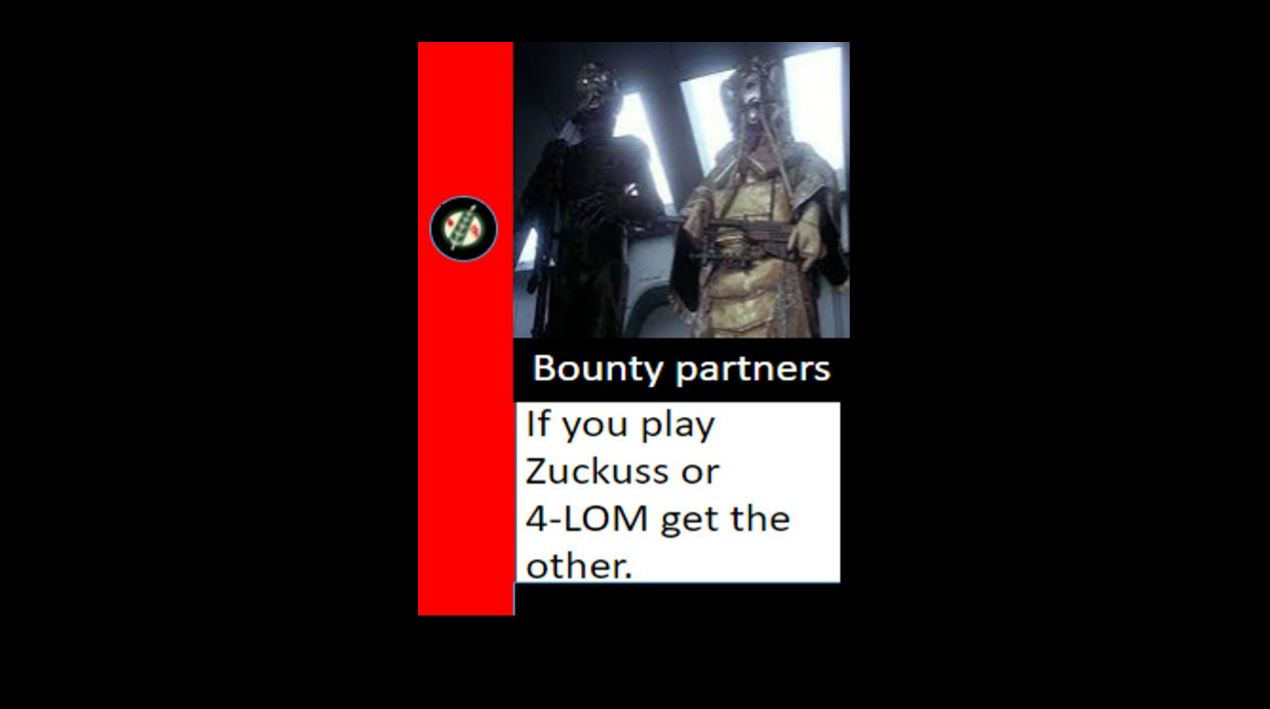 Bounty partners
If you play
Zuckuss or
4-LOM get the
other.